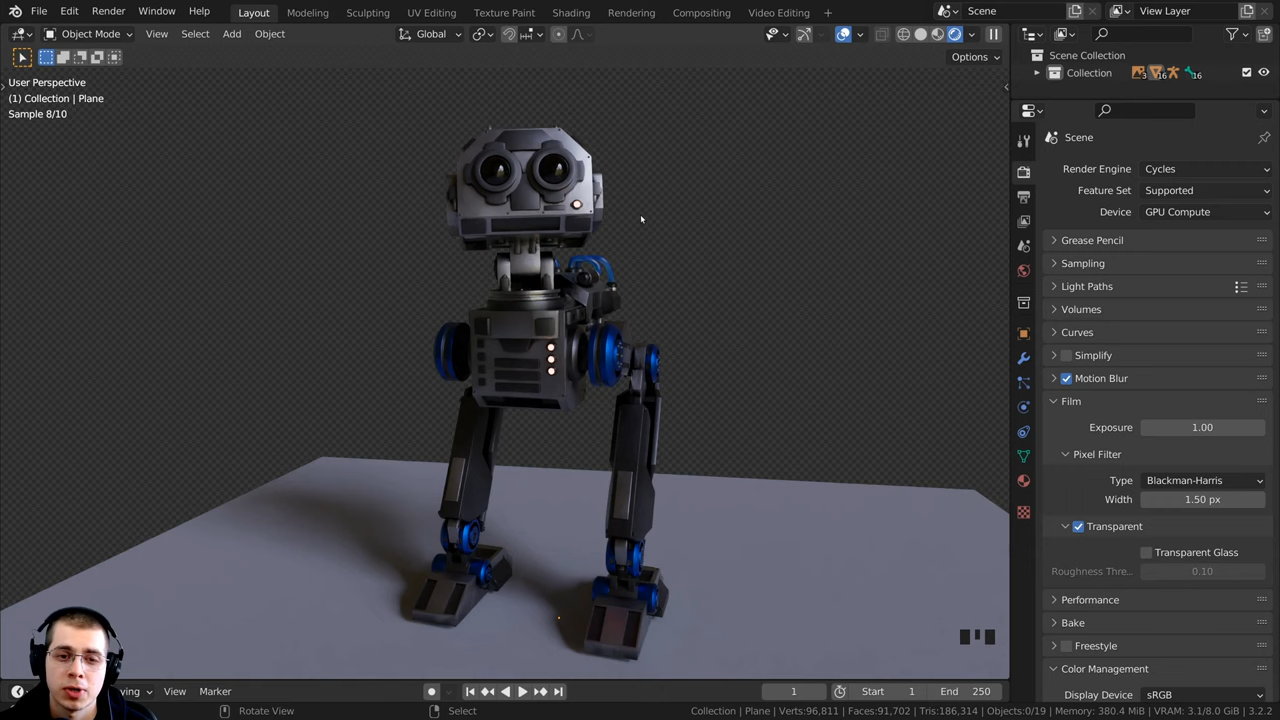 File Edit Render Window Help Layout Modeling Sculpting UV Editing Texture Paint Shading Rendering Compositing Video Editing + Scene View Layer
Object Mode View Select Add Object Global
Options
User Perspective
(1) Collection | Plane
Sample 8/10
Scene Collection
Collection 3 16 16
Scene
Render Engine Cycles
Feature Set Supported
Device GPU Compute
Grease Pencil
Sampling
Light Paths
Volumes
Curves
Simplify
Motion Blur
Film
Exposure 1.00
Pixel Filter
Type Blackman-Harris
Width 1.50 px
Transparent
Transparent Glass
Roughness Thre... 0.10
Performance
Bake
Freestyle
Color Management
Display Device sRGB
ying View Marker 1 Start 1 End 250
Rotate View Select Collection | Plane | Verts:96,811 | Faces:91,702 | Tris:186,314 | Objects:0/19 | Memory: 380.4 MiB | VRAM: 3.1/8.0 GiB | 3.2.2